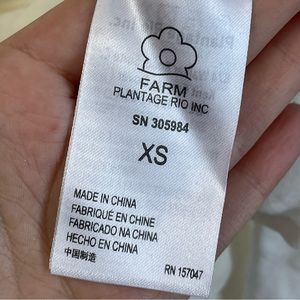 FARM
PLANTAGE RIO INC
SN 305984
XS
MADE IN CHINA
FABRIQUÉ EN CHINE
FABRICADO NA CHINA
HECHO EN CHINA
中国制造
RN 157047